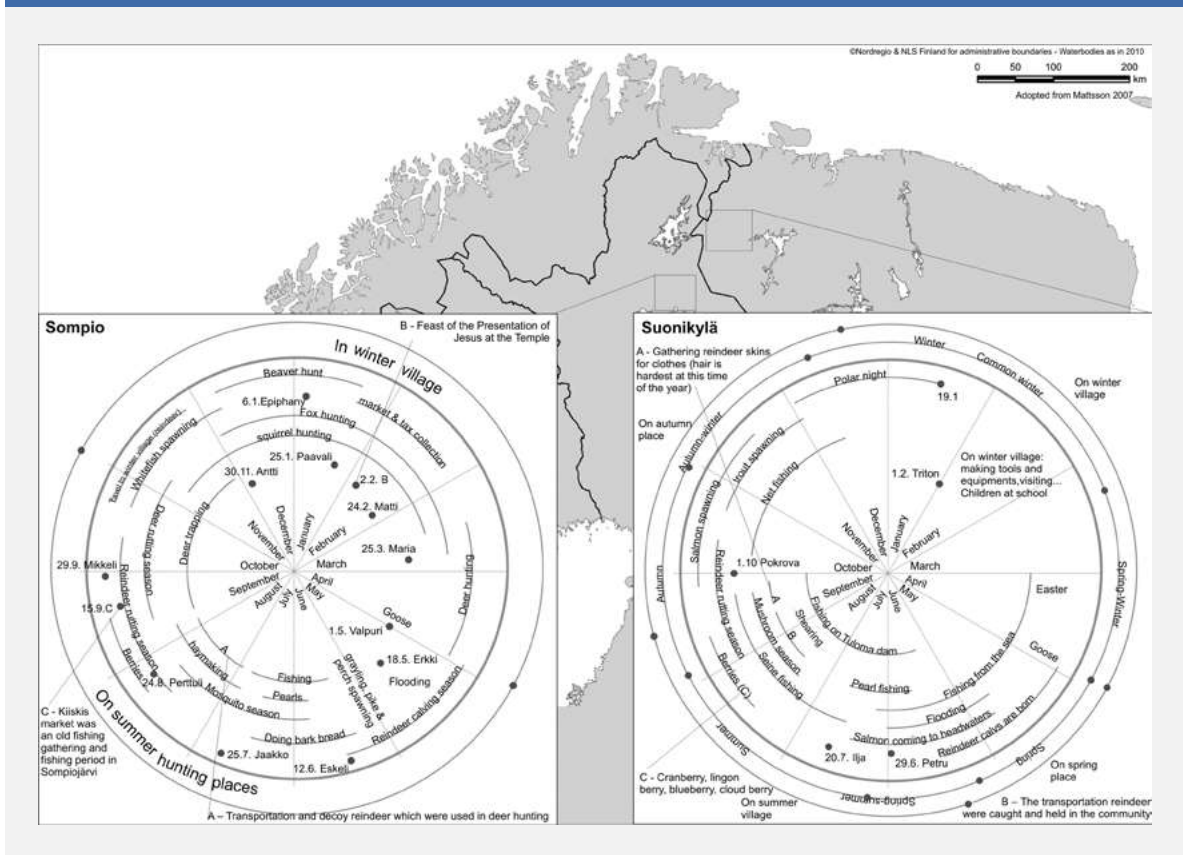 ©Nordregio & NLS Finland for administrative boundaries - Waterbodies as in 2010
0 50 100 200
km
Adopted from Mattsson 2007
Sompio
B - Feast of the Presentation of
Jesus at the Temple
In winter village
Beaver hunt
6.1.Epiphany
Fox hunting
market & tax collection
squirrel hunting
Whitefish spawning
25.1. Paavali
30.11. Antti
2.2. B
24.2. Matti
Deer trapping
Deer rutting season
25.3. Maria
November
December
January
February
October
March
September
April
August
May
July
June
29.9. Mikkeli
15.9.C
Reindeer rutting season
Berries
24.8. Perttuli
Deer hunting
Goose
1.5. Valpuri
18.5. Erkki
Flooding
grayling, pike &
perch spawning
Reindeer calving season
A
haymaking
Fishing
Pearls
Mosquito season
Doing bark bread
25.7. Jaakko
12.6. Eskeli
On summer hunting places
C - Kiiskis
market was
an old fishing
gathering and
fishing period in
Sompiojärvi
A – Transportation and decoy reindeer which were used in deer hunting
Suonikylä
A - Gathering reindeer skins
for clothes (hair is
hardest at this time
of the year)
Winter
Common winter
On winter
village
Polar night
19.1
On autumn
place
Autumn-winter
trout spawning
Net fishing
Salmon spawning
1.2. Triton
On winter village:
making tools and
equipments,visiting...
Children at school
November
December
January
February
October
March
September
April
August
May
July
June
Autumn
1.10 Pokrova
Reindeer rutting season
Berries (C)
Mushroom season
Seine fishing
A
Shearing
B
Fishing on Tuloma dam
Pearl fishing
Easter
Spring-Winter
Goose
Fishing from the sea
Flooding
Salmon coming to headwaters
Reindeer calvs are born
20.7. Ilja
29.6. Petru
Summer
Spring-summer
Spring
On spring
place
C - Cranberry, lingon
berry, blueberry, cloud berry
On summer
village
B – The transportation reindeer
were caught and held in the community